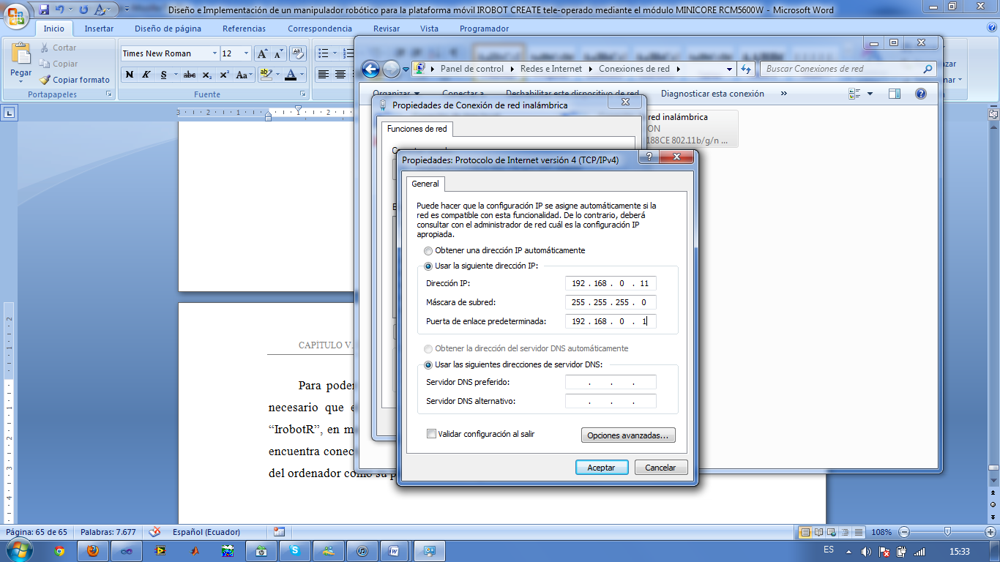 Diseño e Implementación de un manipulador robótico para la plataforma móvil IROBOT CREATE tele-operado mediante el módulo MINICORE RCM5600W - Microsoft Word
Inicio Insertar Diseño de página Referencias Correspondencia Revisar Vista Programador
Pegar
Cortar
Copiar
Copiar formato
Portapapeles
Times New Roman 12
N K S abc x₂ x² Aa
Fuente
Panel de control Redes e Internet Conexiones de red
Buscar Conexiones de red
Organizar Conectar a Deshabilitar este dispositivo de red Diagnosticar esta conexión »
red inalámbrica
ON
188CE 802.11b/g/n ...
Propiedades de Conexión de red inalámbrica
Funciones de red
Propiedades: Protocolo de Internet versión 4 (TCP/IPv4)
General
Puede hacer que la configuración IP se asigne automáticamente si la
red es compatible con esta funcionalidad. De lo contrario, deberá
consultar con el administrador de red cuál es la configuración IP
apropiada.
Obtener una dirección IP automáticamente
Usar la siguiente dirección IP:
Dirección IP: 192 . 168 . 0 . 11
Máscara de subred: 255 . 255 . 255 . 0
Puerta de enlace predeterminada: 192 . 168 . 0 . 1
Obtener la dirección del servidor DNS automáticamente
Usar las siguientes direcciones de servidor DNS:
Servidor DNS preferido: . . .
Servidor DNS alternativo: . . .
Validar configuración al salir
Opciones avanzadas...
Aceptar Cancelar
CAPITULO V.
Para poder
necesario que e
“IrobotR”, en m
encuentra conec
del ordenador como su p
Página: 65 de 65 Palabras: 7.677 Español (Ecuador) 108%
ES 15:33